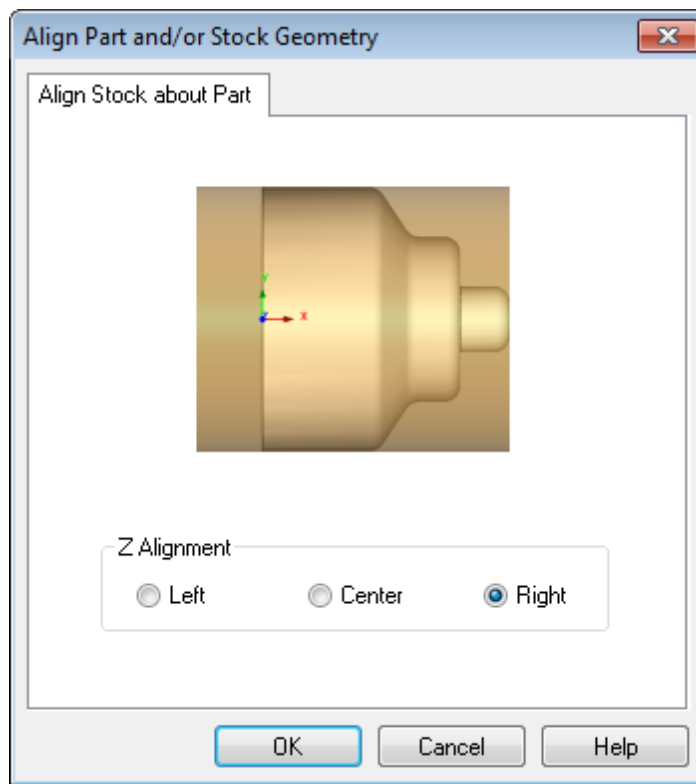 Align Part and/or Stock Geometry
Align Stock about Part
Y
X
Z Alignment
Left Center Right
OK Cancel Help